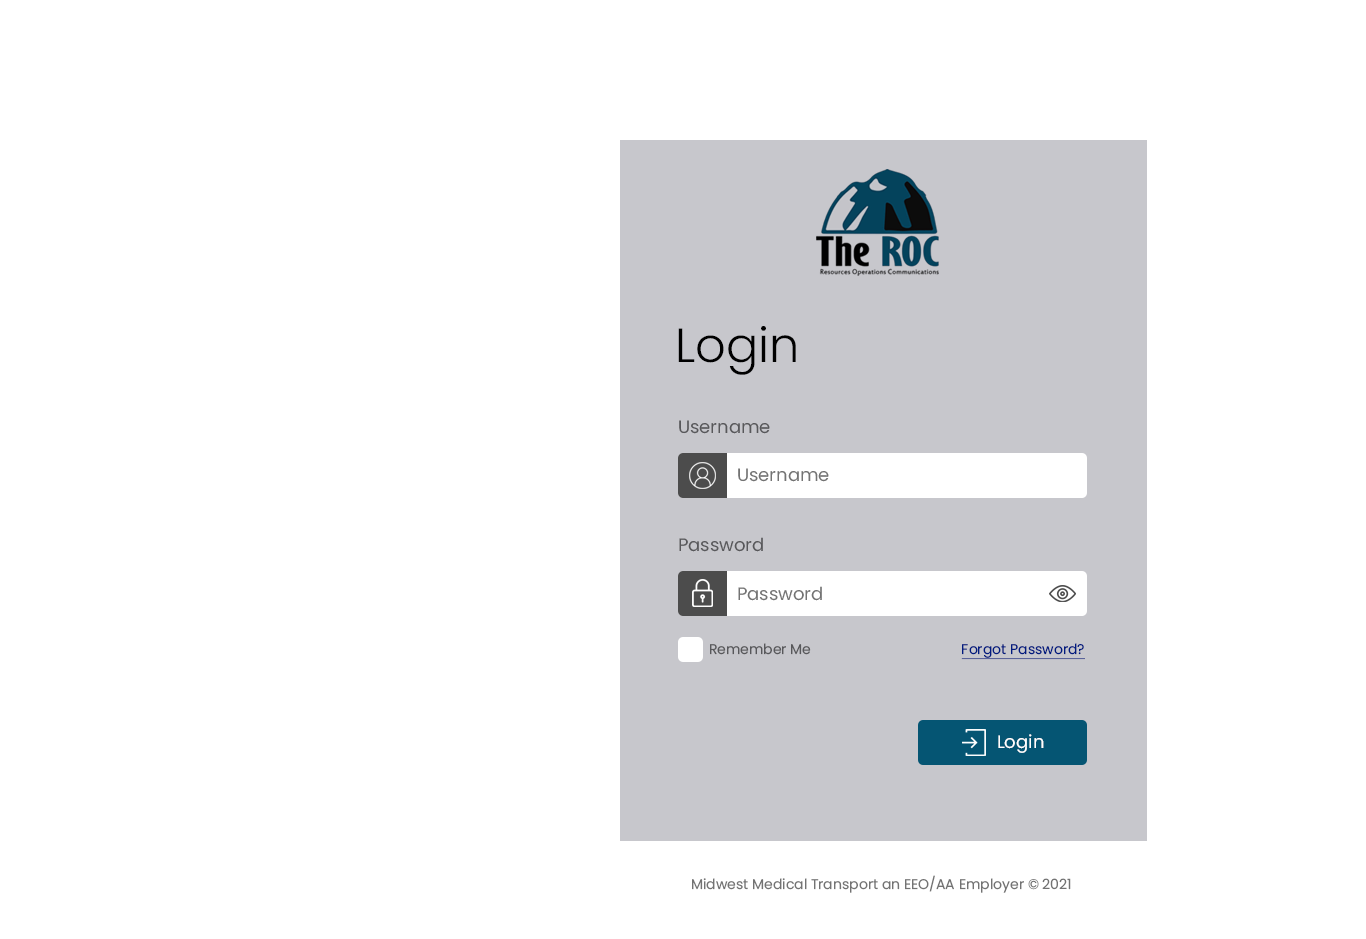 The ROC
Resources Operations Communications
Login
Username
Username
Password
Password
Remember Me Forgot Password?
Login
Midwest Medical Transport an EEO/AA Employer © 2021